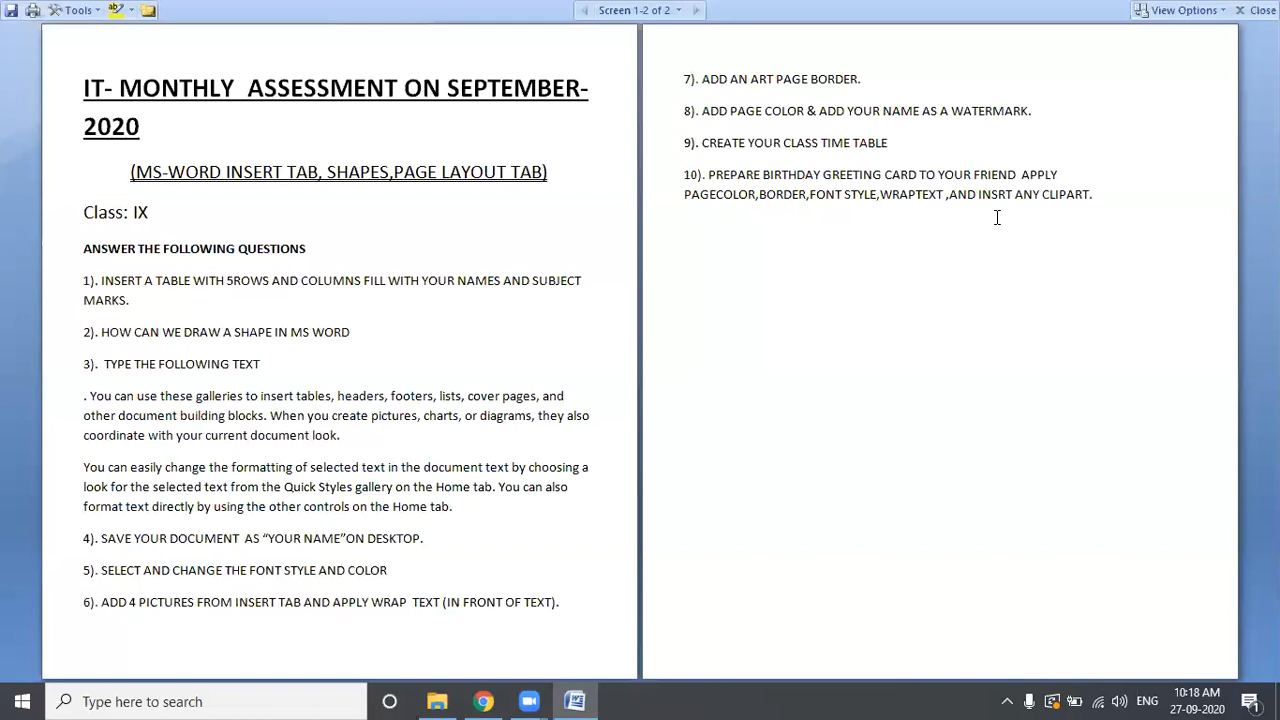 Tools
Screen 1-2 of 2
View Options
Close
IT- MONTHLY  ASSESSMENT ON SEPTEMBER-
2020
(MS-WORD INSERT TAB, SHAPES,PAGE LAYOUT TAB)
Class: IX
ANSWER THE FOLLOWING QUESTIONS
1). INSERT A TABLE WITH 5ROWS AND COLUMNS FILL WITH YOUR NAMES AND SUBJECT
MARKS.
2). HOW CAN WE DRAW A SHAPE IN MS WORD
3).  TYPE THE FOLLOWING TEXT
. You can use these galleries to insert tables, headers, footers, lists, cover pages, and
other document building blocks. When you create pictures, charts, or diagrams, they also
coordinate with your current document look.
You can easily change the formatting of selected text in the document text by choosing a
look for the selected text from the Quick Styles gallery on the Home tab. You can also
format text directly by using the other controls on the Home tab.
4). SAVE YOUR DOCUMENT  AS “YOUR NAME”ON DESKTOP.
5). SELECT AND CHANGE THE FONT STYLE AND COLOR
6). ADD 4 PICTURES FROM INSERT TAB AND APPLY WRAP  TEXT (IN FRONT OF TEXT).
7). ADD AN ART PAGE BORDER.
8). ADD PAGE COLOR & ADD YOUR NAME AS A WATERMARK.
9). CREATE YOUR CLASS TIME TABLE
10). PREPARE BIRTHDAY GREETING CARD TO YOUR FRIEND  APPLY
PAGECOLOR,BORDER,FONT STYLE,WRAPTEXT ,AND INSRT ANY CLIPART.
Type here to search
ENG
10:18 AM
27-09-2020
1